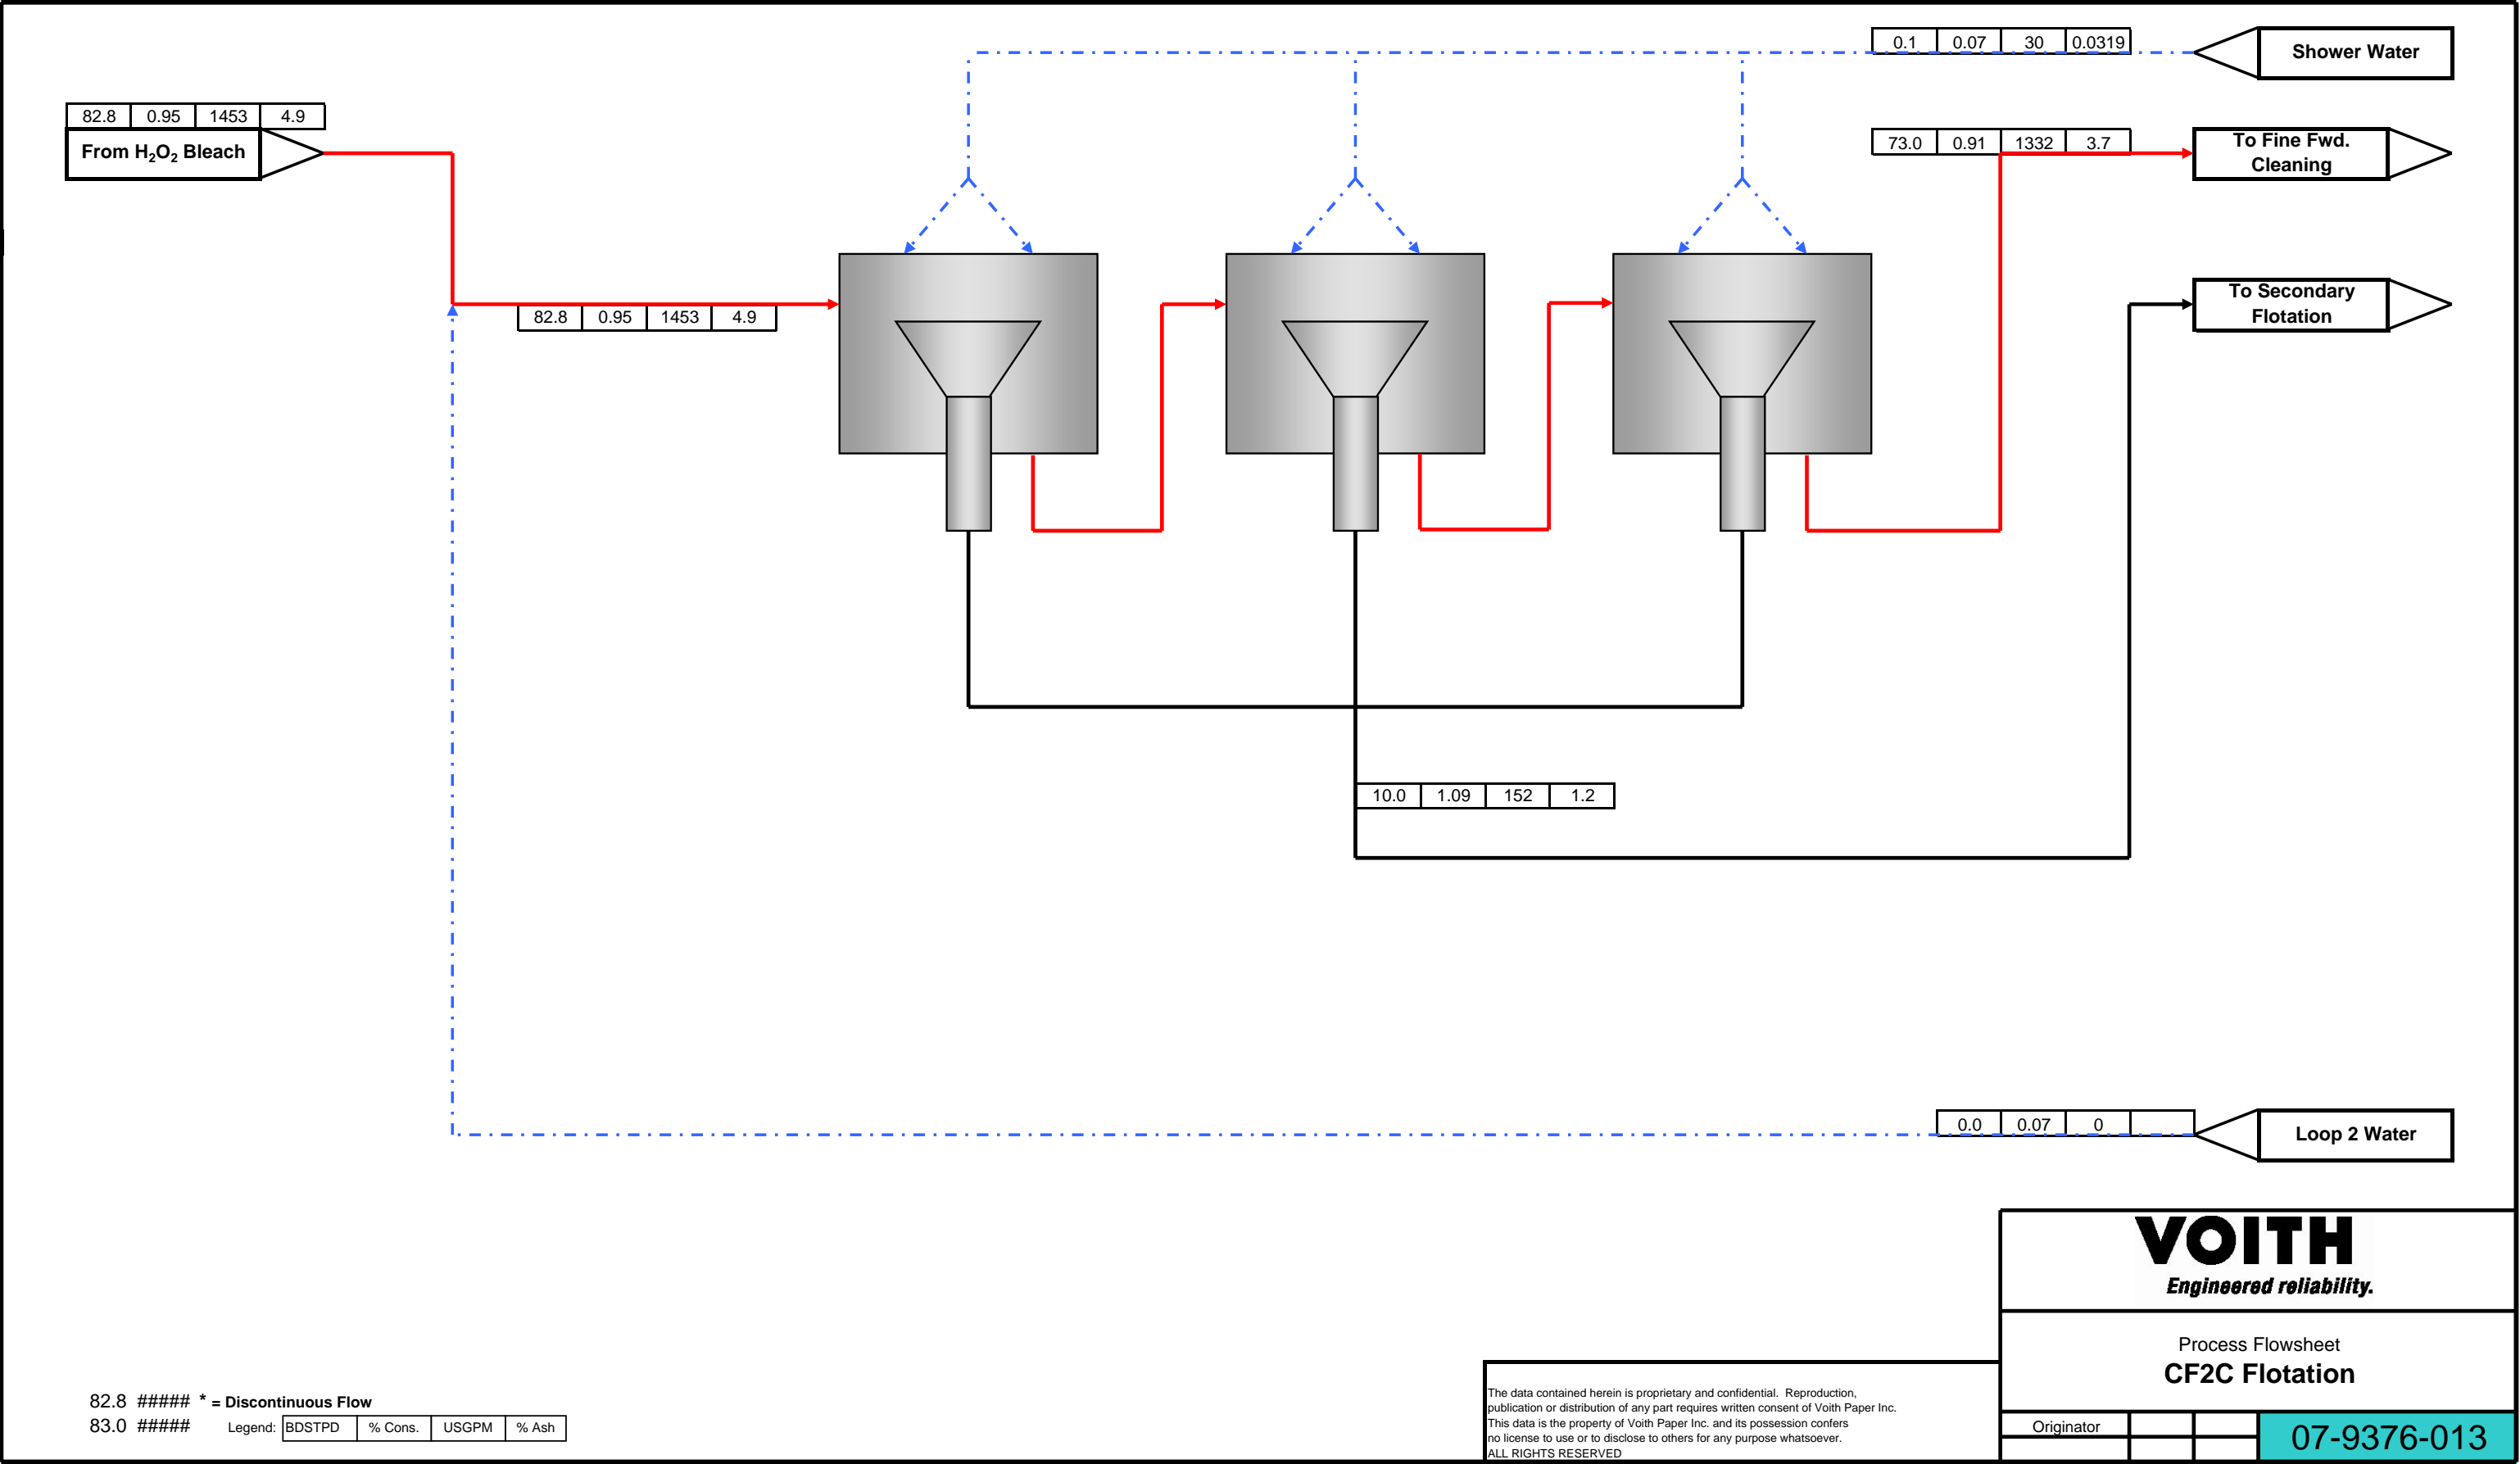 0.1 0.07 30 0.0319
Shower Water
82.8 0.95 1453 4.9
From H₂O₂ Bleach
73.0 0.91 1332 3.7
To Fine Fwd.
Cleaning
To Secondary
Flotation
82.8 0.95 1453 4.9
10.0 1.09 152 1.2
0.0 0.07 0
Loop 2 Water
VOITH
Engineered reliability.
Process Flowsheet
CF2C Flotation
82.8 ##### * = Discontinuous Flow
83.0 ##### Legend: BDSTPD % Cons. USGPM % Ash
The data contained herein is proprietary and confidential. Reproduction,
publication or distribution of any part requires written consent of Voith Paper Inc.
This data is the property of Voith Paper Inc. and its possession confers
no license to use or to disclose to others for any purpose whatsoever.
ALL RIGHTS RESERVED
Originator
07-9376-013